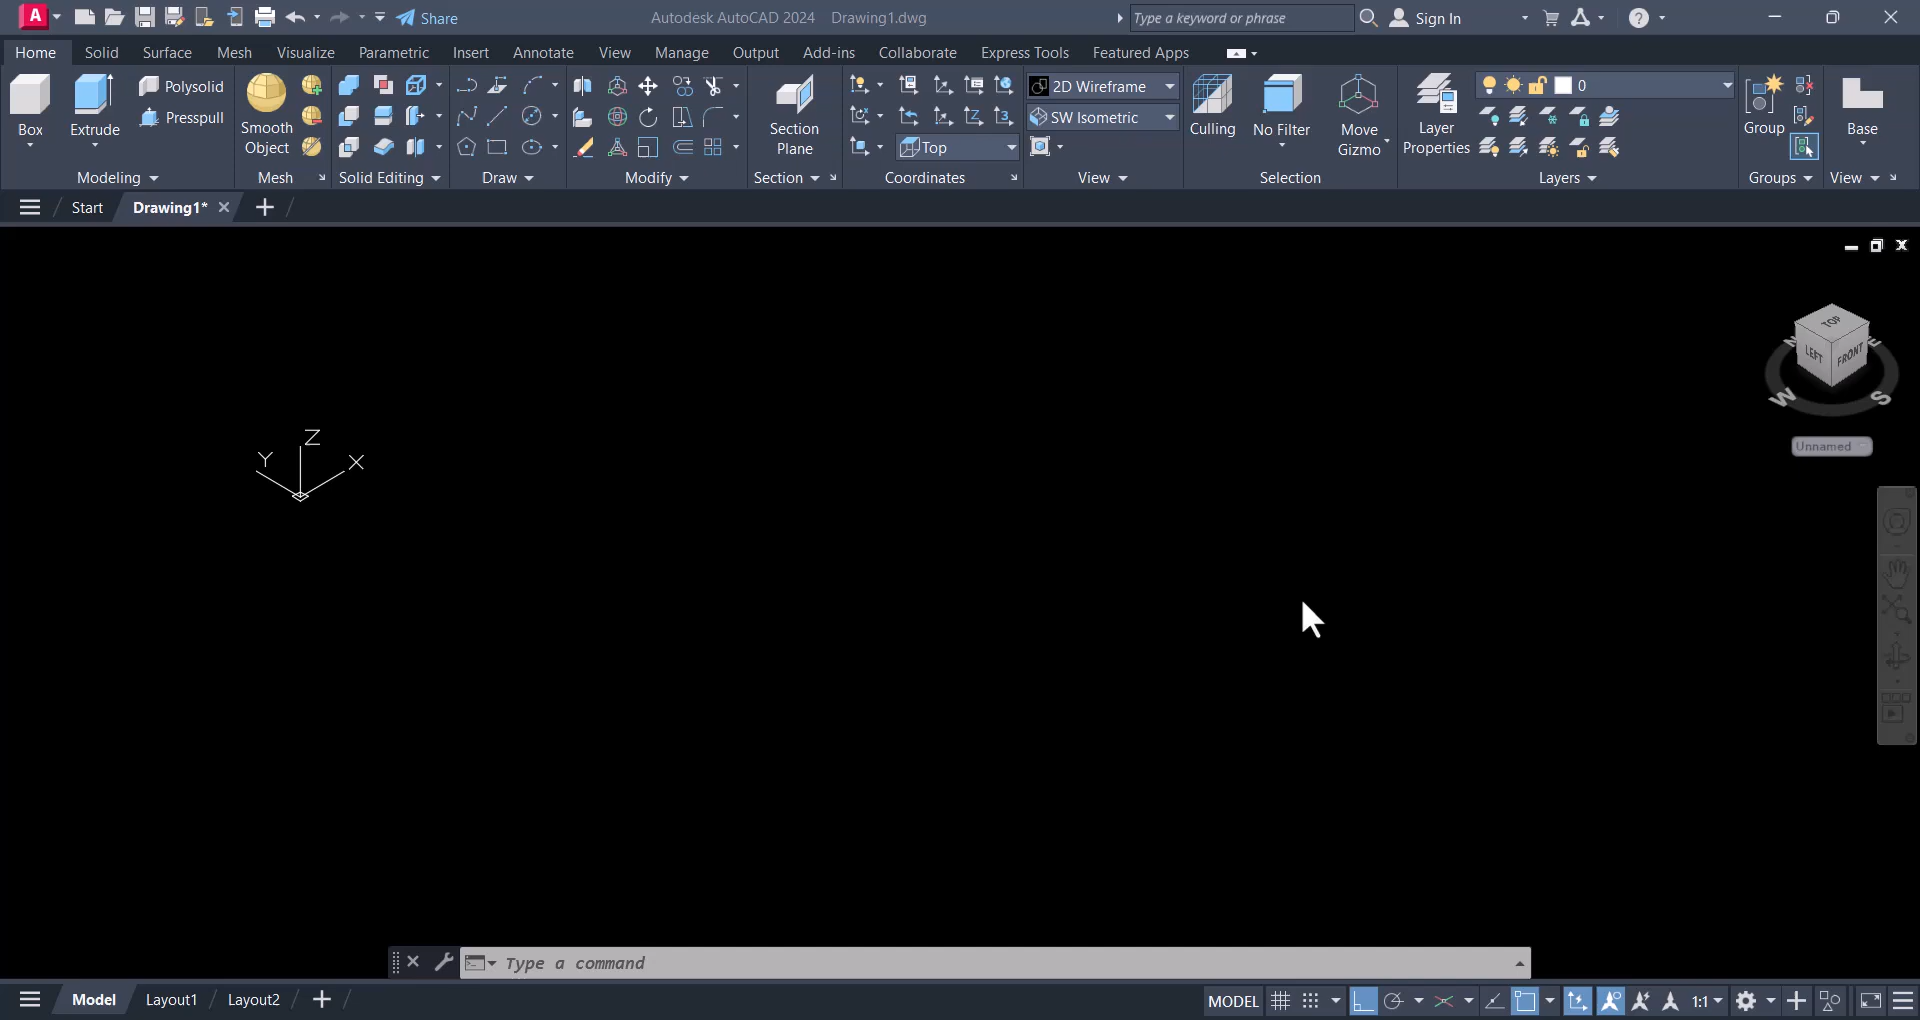 A
Share
Autodesk AutoCAD 2024 Drawing1.dwg
Type a keyword or phrase
Sign In
Home Solid Surface Mesh Visualize Parametric Insert Annotate View Manage Output Add-ins Collaborate Express Tools Featured Apps
Box
Extrude
Polysolid
Presspull
Smooth
Object
Section
Plane
Top
2D Wireframe
SW Isometric
Culling
No Filter
Move
Gizmo
Layer
Properties
0
Group
Base
Modeling Mesh Solid Editing Draw Modify Section Coordinates View Selection Layers Groups View
Start Drawing1*
TOP
LEFT FRONT
W S
Unnamed
Z
Y X
Type a command
Model Layout1 Layout2
MODEL
1:1